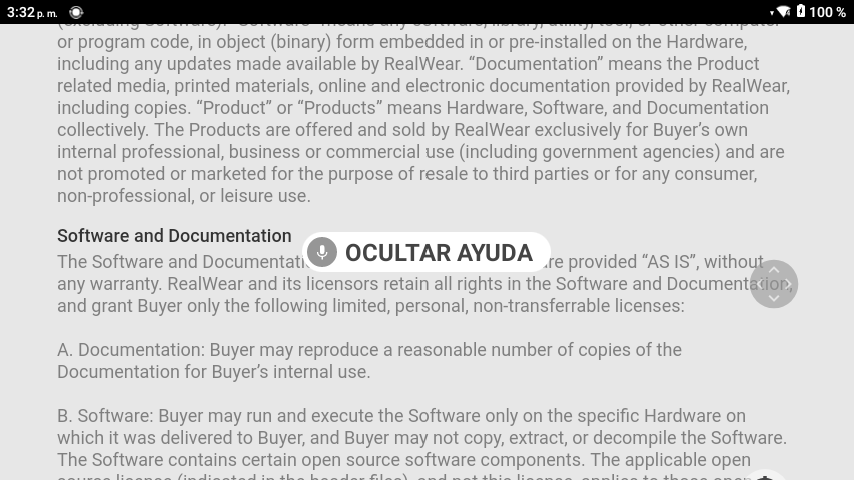 3:32 p. m.
100 %
or program code, in object (binary) form embedded in or pre-installed on the Hardware,
including any updates made available by RealWear. “Documentation” means the Product
related media, printed materials, online and electronic documentation provided by RealWear,
including copies. “Product” or “Products” means Hardware, Software, and Documentation
collectively. The Products are offered and sold by RealWear exclusively for Buyer’s own
internal professional, business or commercial use (including government agencies) and are
not promoted or marketed for the purpose of resale to third parties or for any consumer,
non-professional, or leisure use.
Software and Documentation
OCULTAR AYUDA
The Software and Documentati re provided “AS IS”, without
any warranty. RealWear and its licensors retain all rights in the Software and Documentation,
and grant Buyer only the following limited, personal, non-transferrable licenses:
A. Documentation: Buyer may reproduce a reasonable number of copies of the
Documentation for Buyer’s internal use.
B. Software: Buyer may run and execute the Software only on the specific Hardware on
which it was delivered to Buyer, and Buyer may not copy, extract, or decompile the Software.
The Software contains certain open source software components. The applicable open